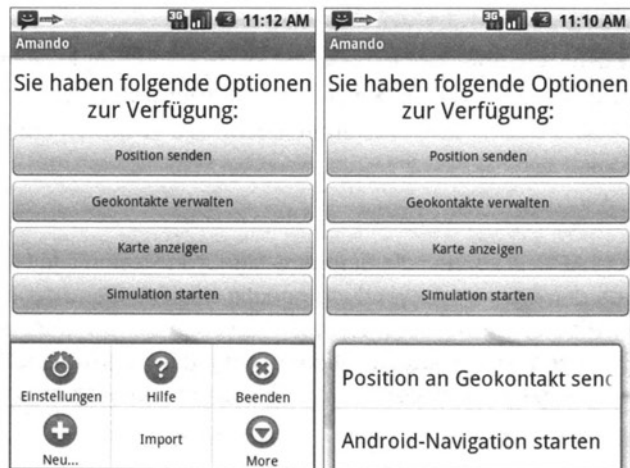 3G 11:12 AM
Amando
Sie haben folgende Optionen
zur Verfügung:
Position senden
Geokontakte verwalten
Karte anzeigen
Simulation starten
Einstellungen Hilfe Beenden
Neu... Import More
3G 11:10 AM
Amando
Sie haben folgende Optionen
zur Verfügung:
Position senden
Geokontakte verwalten
Karte anzeigen
Simulation starten
Position an Geokontakt senc
Android-Navigation starten